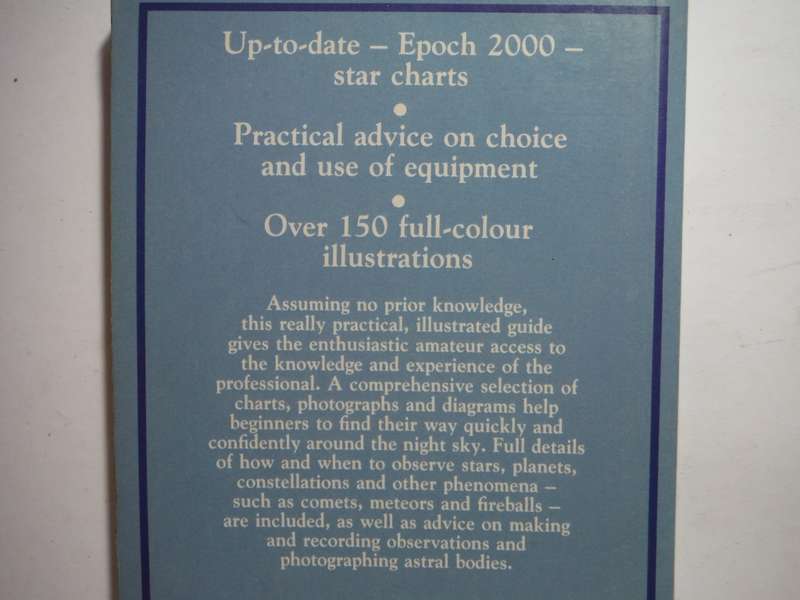 Up-to-date – Epoch 2000 –
star charts
●
Practical advice on choice
and use of equipment
●
Over 150 full-colour
illustrations
Assuming no prior knowledge,
this really practical, illustrated guide
gives the enthusiastic amateur access to
the knowledge and experience of the
professional. A comprehensive selection of
charts, photographs and diagrams help
beginners to find their way quickly and
confidently around the night sky. Full details
of how and when to observe stars, planets,
constellations and other phenomena –
such as comets, meteors and fireballs –
are included, as well as advice on making
and recording observations and
photographing astral bodies.